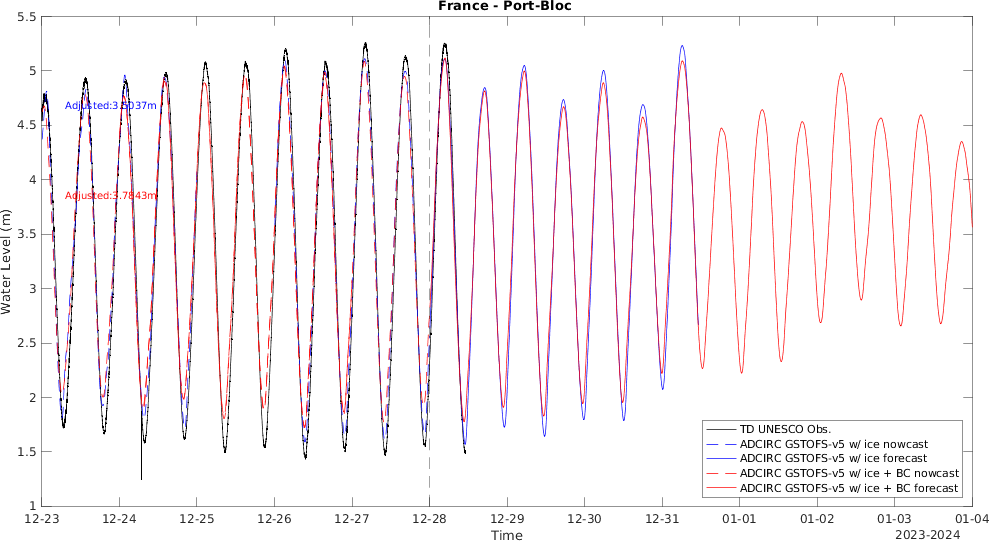 France - Port-Bloc
Water Level (m)
5.5
5
4.5
4
3.5
3
2.5
2
1.5
1
Adjusted:3.7843m
TD UNESCO Obs.
ADCIRC GSTOFS-v5 w/ ice nowcast
ADCIRC GSTOFS-v5 w/ ice forecast
ADCIRC GSTOFS-v5 w/ ice + BC nowcast
ADCIRC GSTOFS-v5 w/ ice + BC forecast
12-23 12-24 12-25 12-26 12-27 12-28 12-29 12-30 12-31 01-01 01-02 01-03 01-04
Time
2023-2024